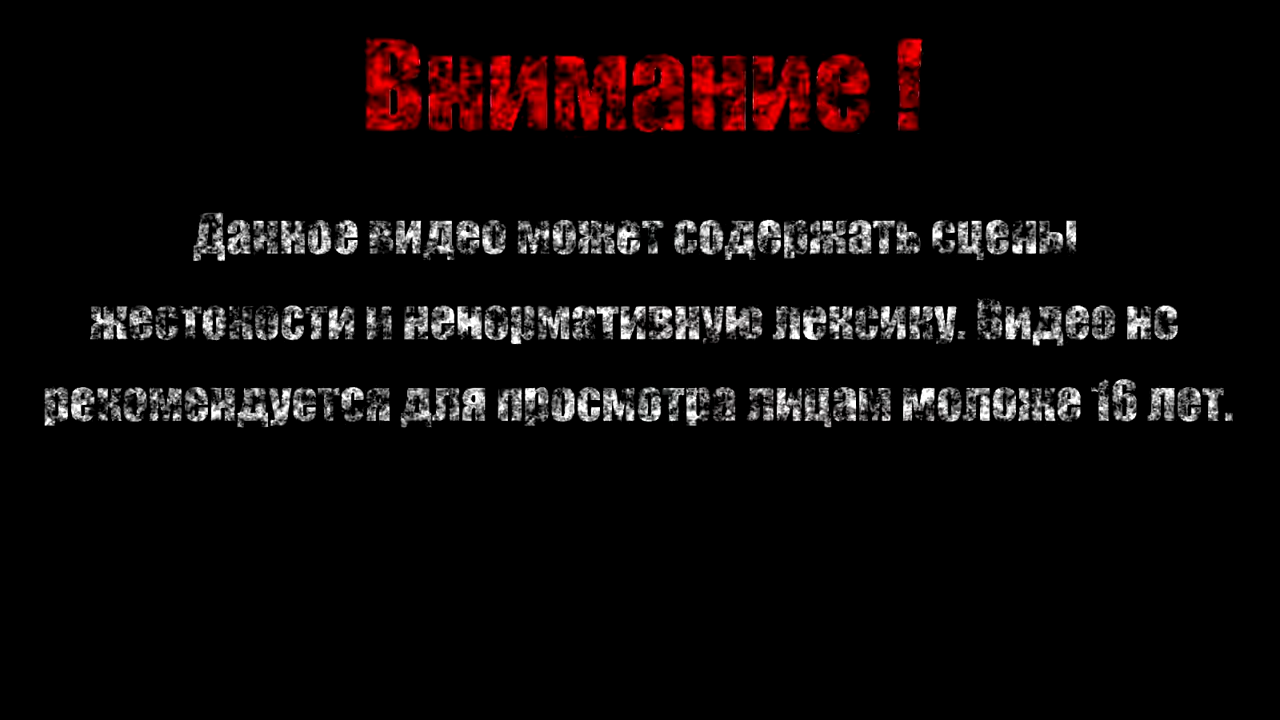 Внимание !
Данное видео может содержать сцены
жестокости и ненормативную лексику. Видео не
рекомендуется для просмотра лицам моложе 16 лет.